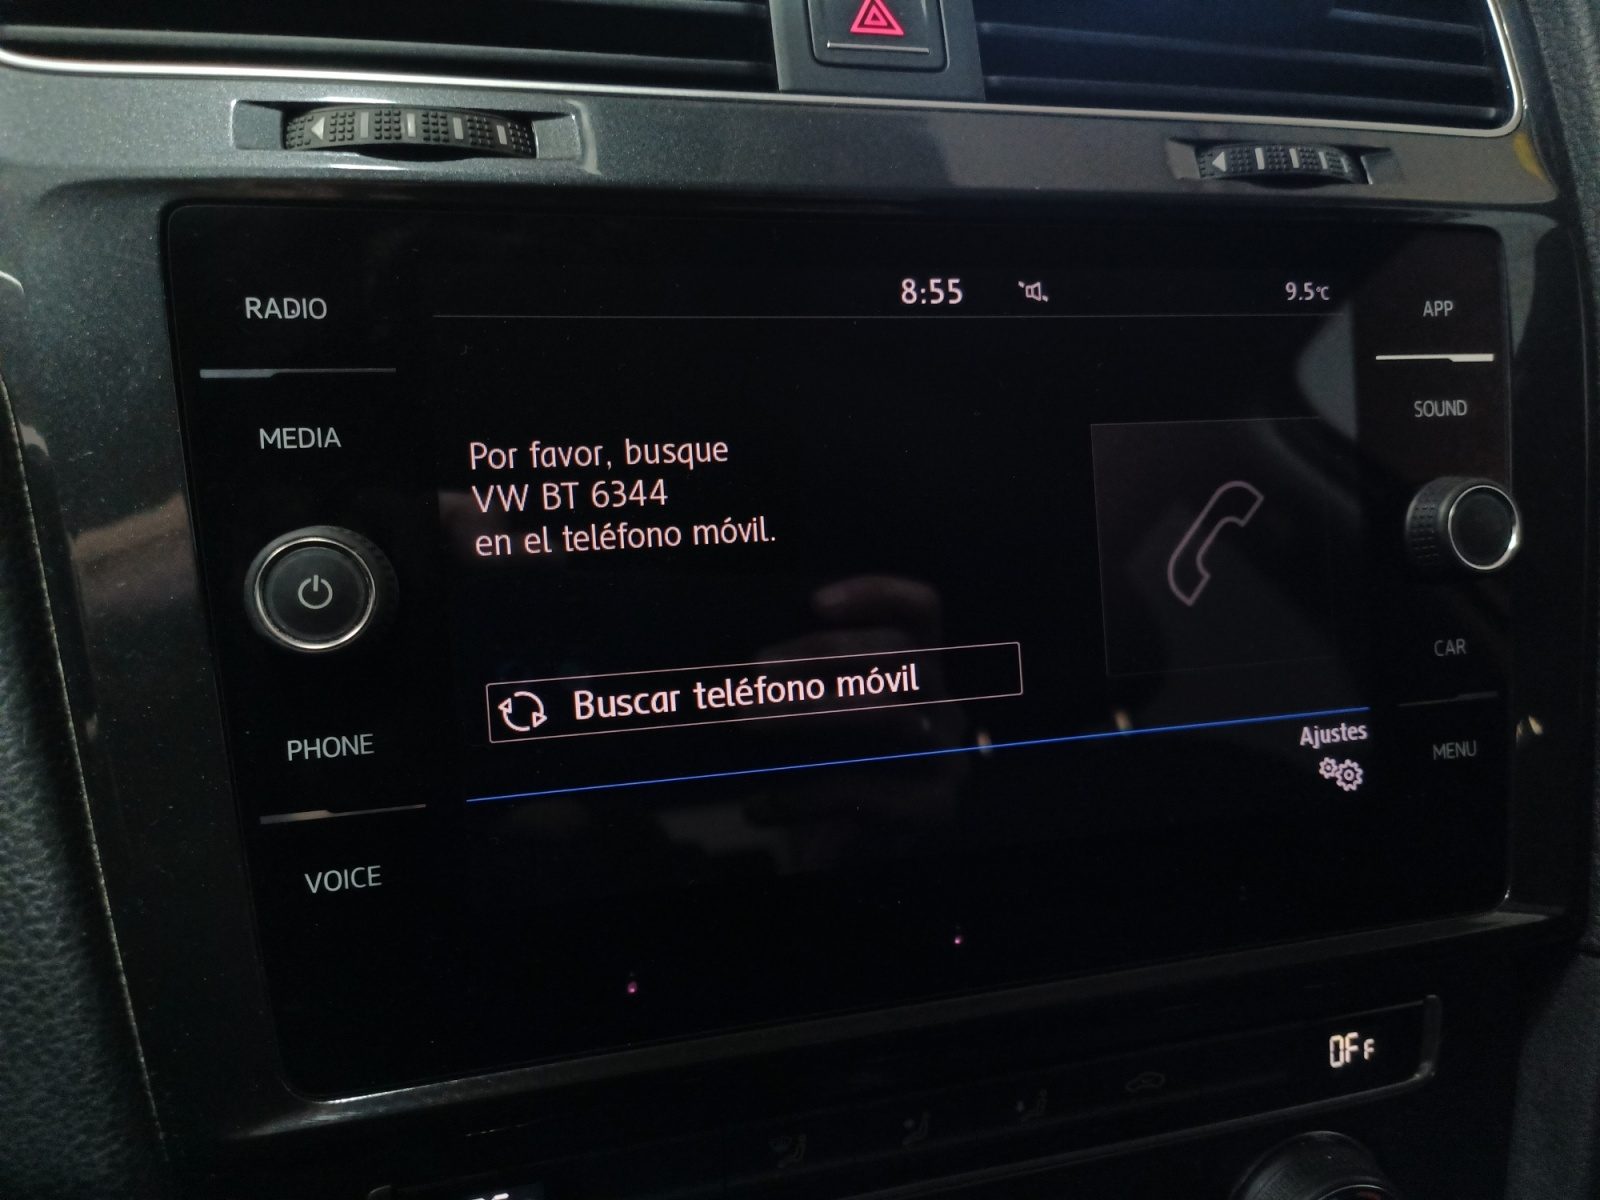 8:55
9.5°C
RADIO
APP
MEDIA
SOUND
Por favor, busque
VW BT 6344
en el teléfono móvil.
CAR
Buscar teléfono móvil
PHONE
Ajustes
MENU
VOICE
OFF